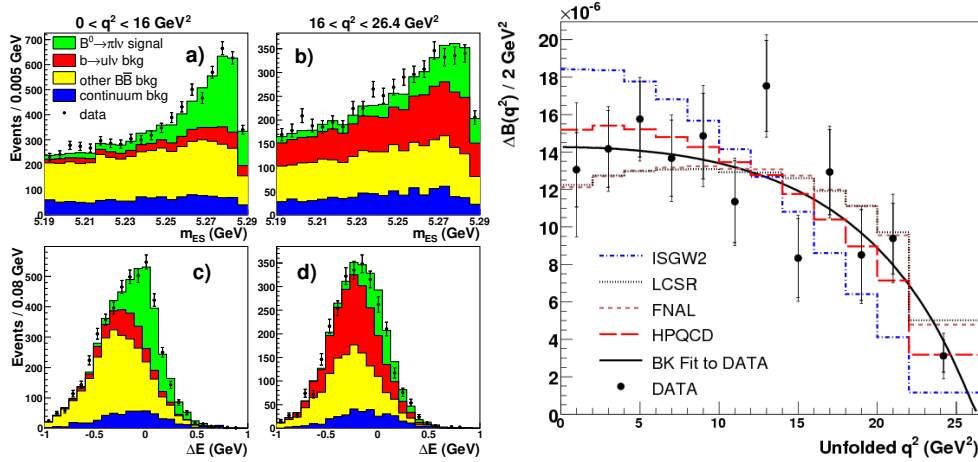 0 < q² < 16 GeV²
16 < q² < 26.4 GeV²
Events / 0.005 GeV
700
600
500
400
300
200
100
0
B⁰→πlν signal
b→ulν bkg
other BB̅ bkg
continuum bkg
data
a)
5.19 5.21 5.23 5.25 5.27 5.29
m_ES (GeV)
350
300
250
200
150
100
50
0
b)
5.19 5.21 5.23 5.25 5.27 5.29
m_ES (GeV)
Events / 0.08 GeV
500
400
300
200
100
0
c)
-1 -0.5 0 0.5 1
ΔE (GeV)
350
300
250
200
150
100
50
0
d)
-1 -0.5 0 0.5 1
ΔE (GeV)
×10⁻⁶
ΔB(q²) / 2 GeV²
20
18
16
14
12
10
8
6
4
2
0
ISGW2
LCSR
FNAL
HPQCD
BK Fit to DATA
DATA
0 5 10 15 20 25
Unfolded q² (GeV²)